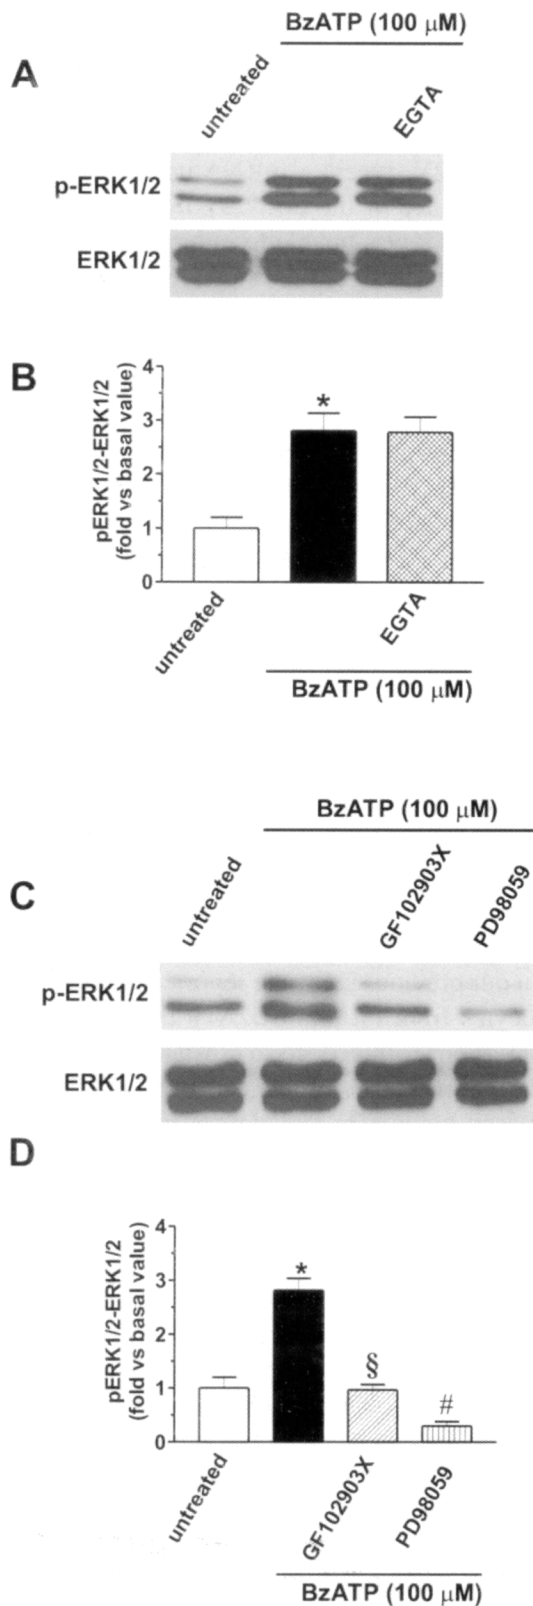 BzATP (100 μM)
A
untreated
EGTA
p-ERK1/2
ERK1/2
B
pERK1/2-ERK1/2
(fold vs basal value)
4
3
2
1
0
*
untreated
EGTA
BzATP (100 μM)
BzATP (100 μM)
C
untreated
GF102903X
PD98059
p-ERK1/2
ERK1/2
D
pERK1/2-ERK1/2
(fold vs basal value)
4
3
2
1
0
*
§
#
untreated
GF102903X
PD98059
BzATP (100 μM)